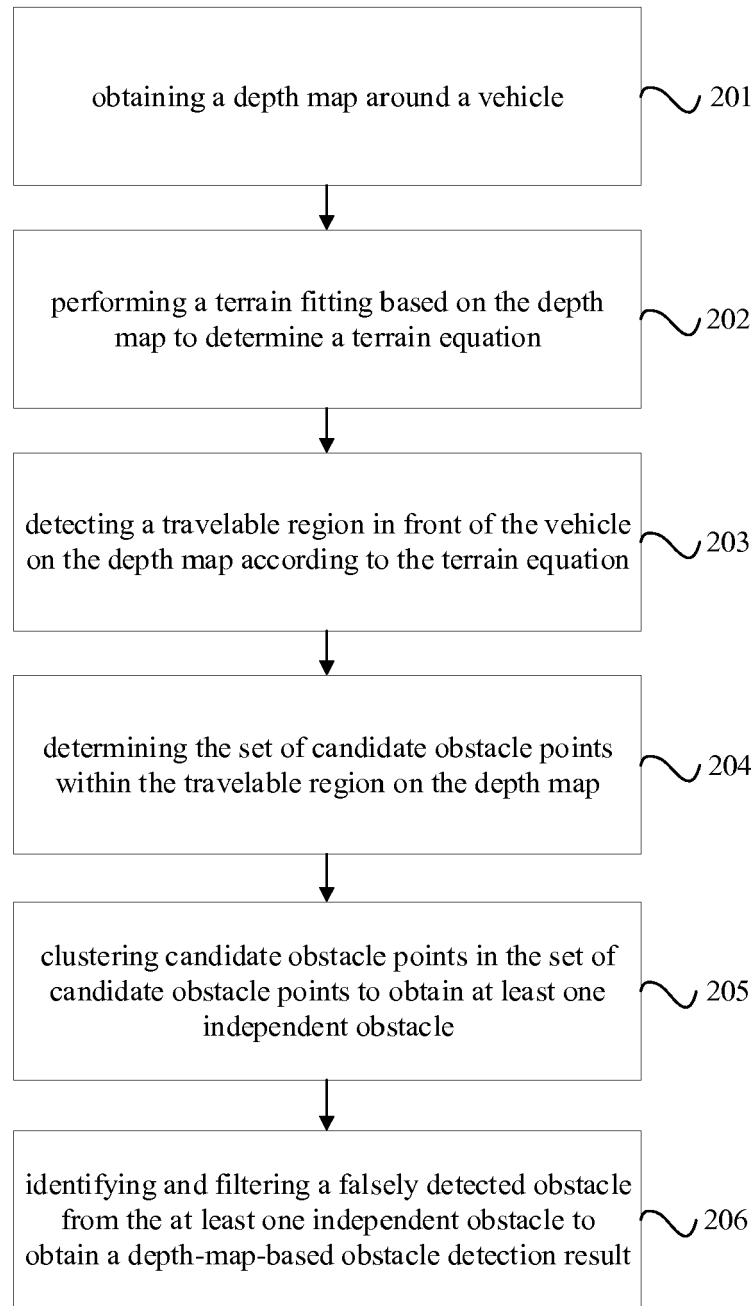 obtaining a depth map around a vehicle
201
performing a terrain fitting based on the depth
map to determine a terrain equation
202
detecting a travelable region in front of the vehicle
on the depth map according to the terrain equation
203
determining the set of candidate obstacle points
within the travelable region on the depth map
204
clustering candidate obstacle points in the set of
candidate obstacle points to obtain at least one
independent obstacle
205
identifying and filtering a falsely detected obstacle
from the at least one independent obstacle to
obtain a depth-map-based obstacle detection result
206